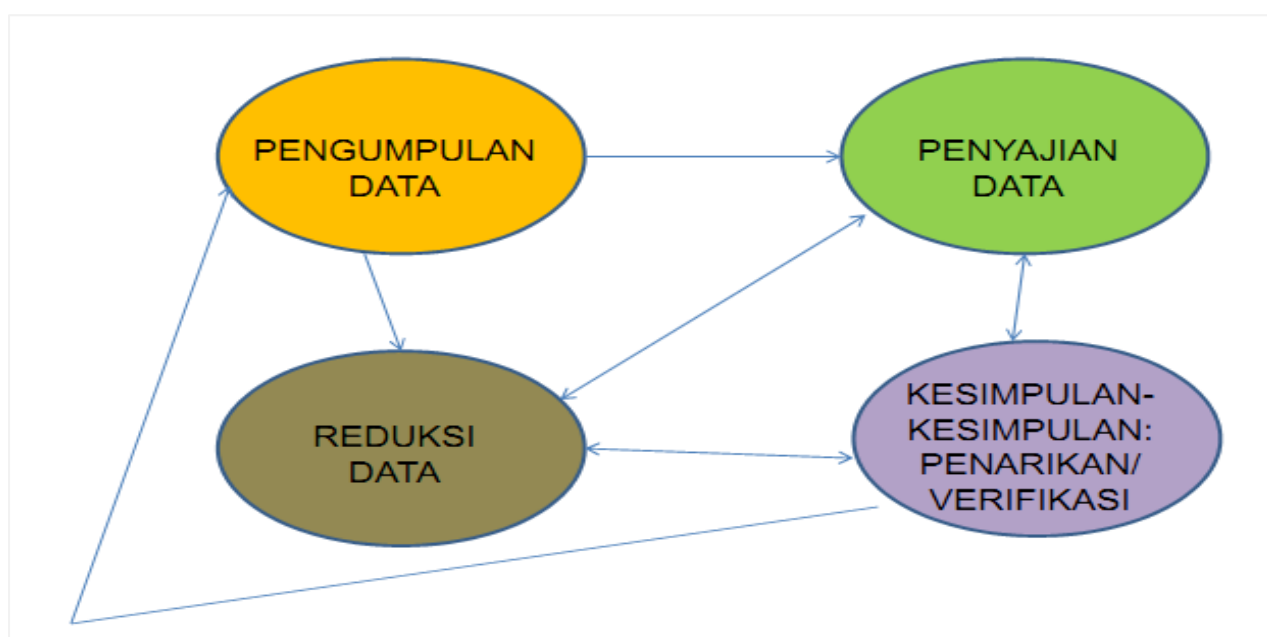 PENGUMPULAN
DATA
PENYAJIAN
DATA
REDUKSI
DATA
KESIMPULAN-
KESIMPULAN:
PENARIKAN/
VERIFIKASI